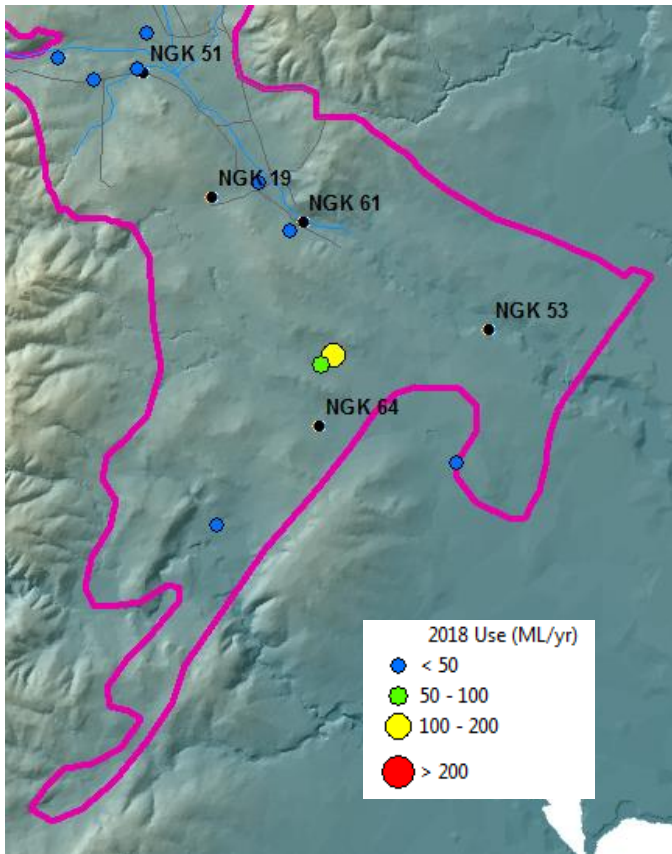 NGK 51
NGK 19
NGK 61
NGK 53
NGK 64
2018 Use (ML/yr)
< 50
50 - 100
100 - 200
> 200